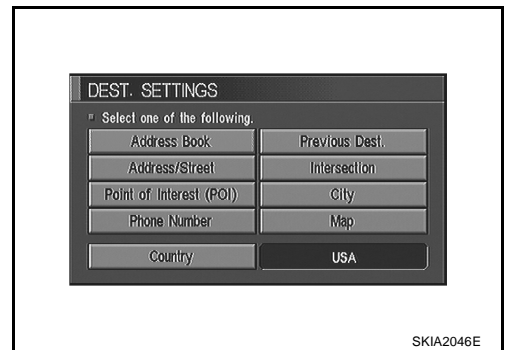 DEST. SETTINGS
Select one of the following.
Address Book Previous Dest.
Address/Street Intersection
Point of Interest (POI) City
Phone Number Map
Country USA
SKIA2046E